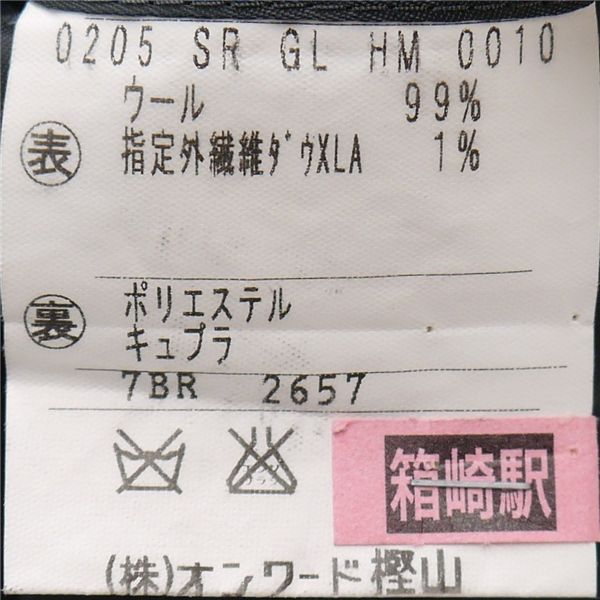 0205 SR GL HM 0010
ウール 99%
表 指定外繊維ダウXLA 1%
裏 ポリエステル
キュプラ
7BR 2657
箱崎駅
(株)オンワード樫山